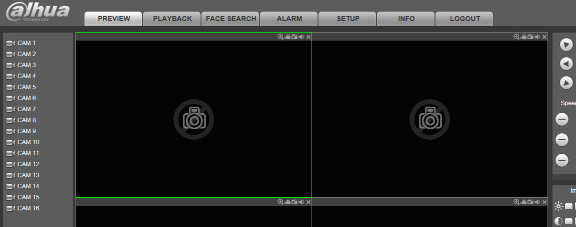 alhua
TECHNOLOGY
PREVIEW PLAYBACK FACE SEARCH ALARM SETUP INFO LOGOUT
CAM 1
CAM 2
CAM 3
CAM 4
CAM 5
CAM 6
CAM 7
CAM 8
CAM 9
CAM 10
CAM 11
CAM 12
CAM 13
CAM 14
CAM 15
CAM 16
Speed